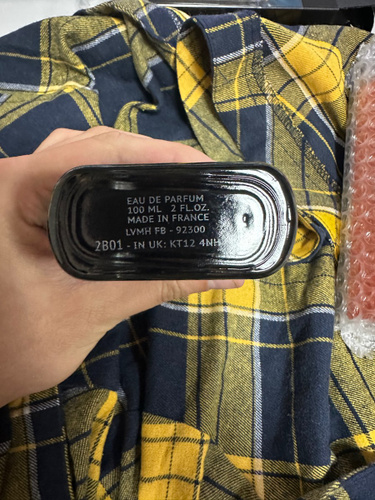 EAU DE PARFUM
100 ML 2 FL.OZ.
MADE IN FRANCE
LVMH FB - 92300
2801 - IN UK: KT12 4NH